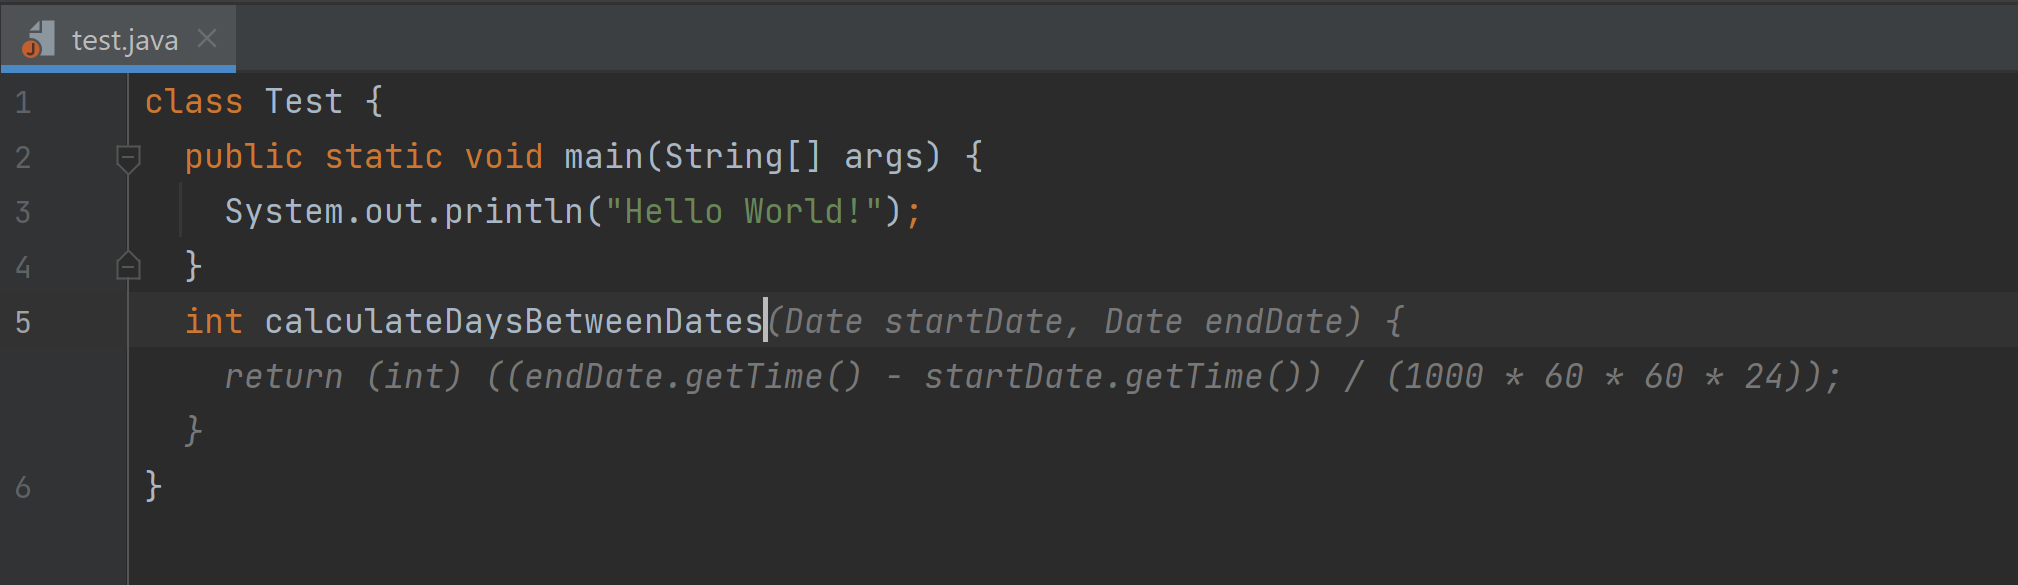 test.java
1 class Test {
2 public static void main(String[] args) {
3 System.out.println("Hello World!");
4 }
5 int calculateDaysBetweenDates(Date startDate, Date endDate) {
return (int) ((endDate.getTime() - startDate.getTime()) / (1000 * 60 * 60 * 24));
}
6 }